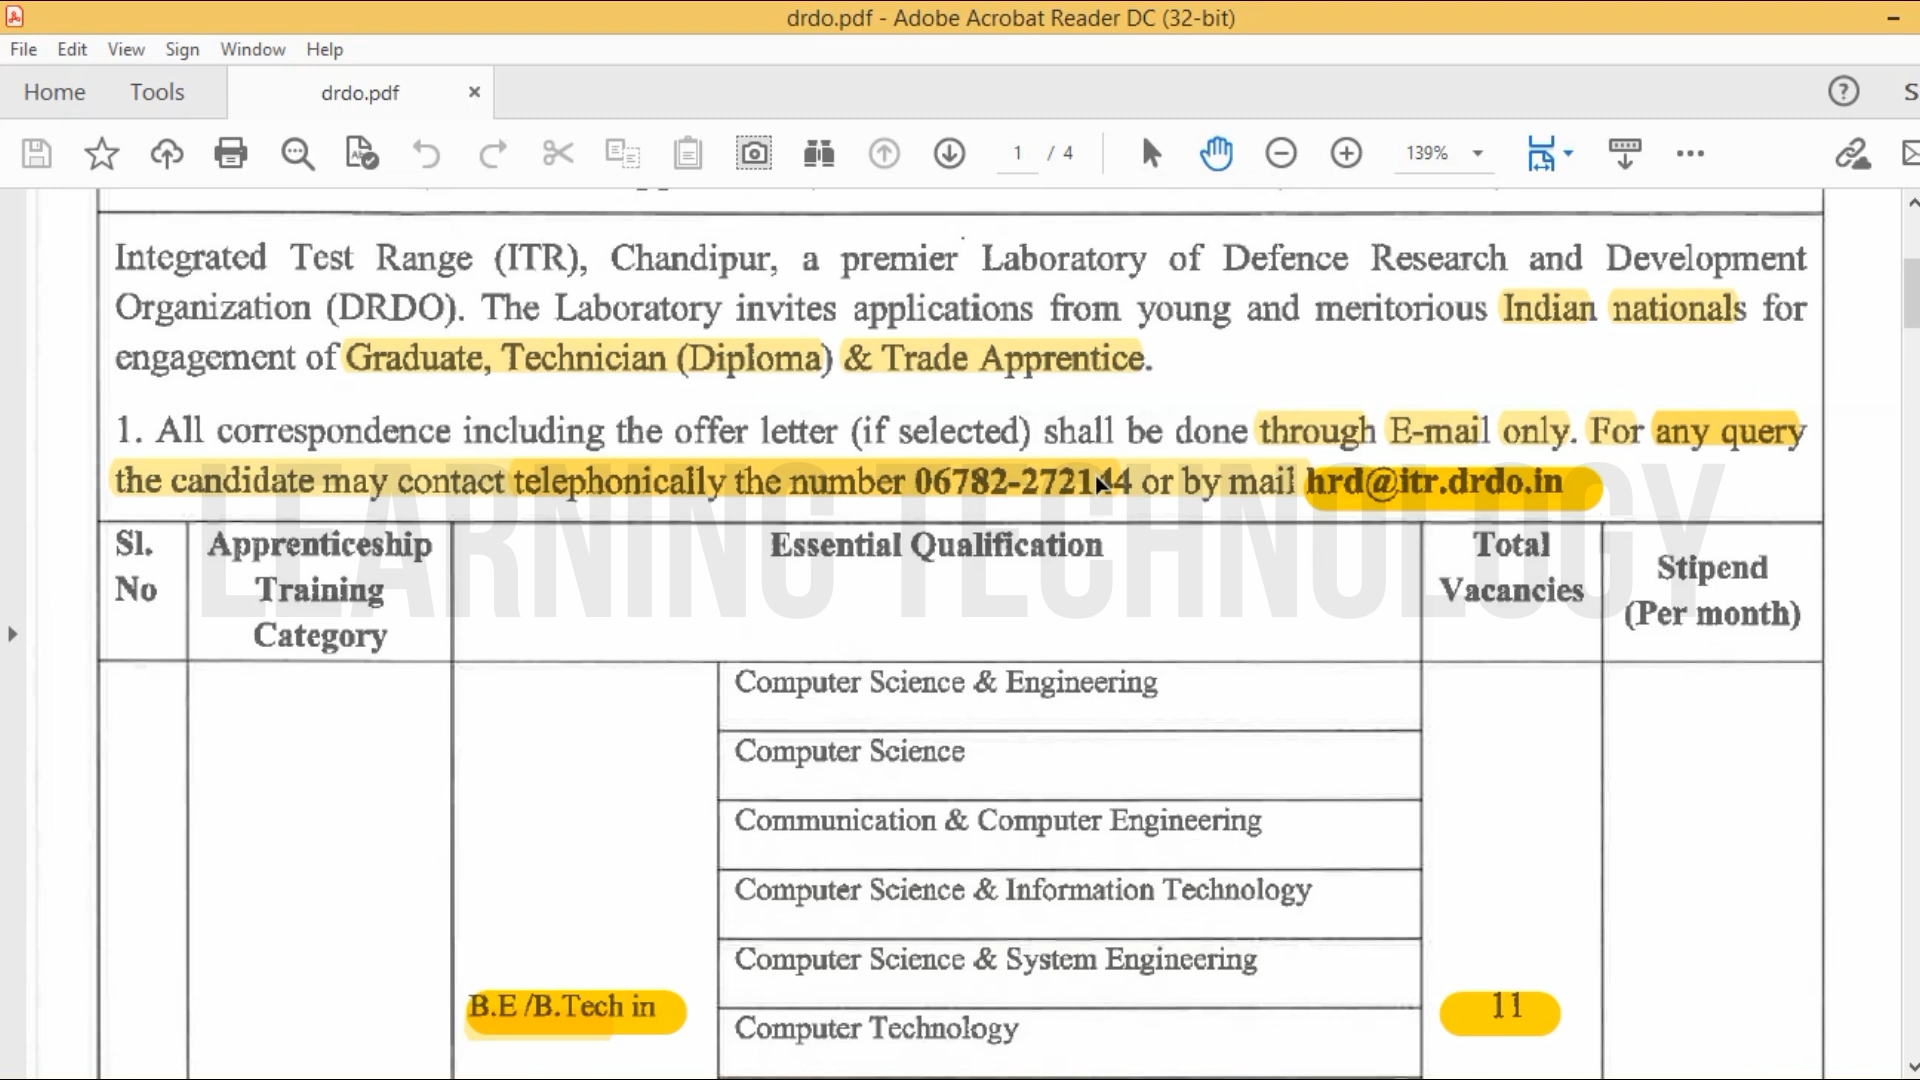 drdo.pdf - Adobe Acrobat Reader DC (32-bit)
File Edit View Sign Window Help
Home Tools drdo.pdf × ? S
1 / 4 139%
Integrated Test Range (ITR), Chandipur, a premier Laboratory of Defence Research and Development
Organization (DRDO). The Laboratory invites applications from young and meritorious Indian nationals for
engagement of Graduate, Technician (Diploma) & Trade Apprentice.
1. All correspondence including the offer letter (if selected) shall be done through E-mail only. For any query
the candidate may contact telephonically the number 06782-272144 or by mail hrd@itr.drdo.in
LEARNING TECHNOLOGY
Sl. No
Apprenticeship Training Category
Essential Qualification
Total Vacancies
Stipend (Per month)
Computer Science & Engineering
Computer Science
Communication & Computer Engineering
Computer Science & Information Technology
Computer Science & System Engineering
B.E /B.Tech in
Computer Technology
11